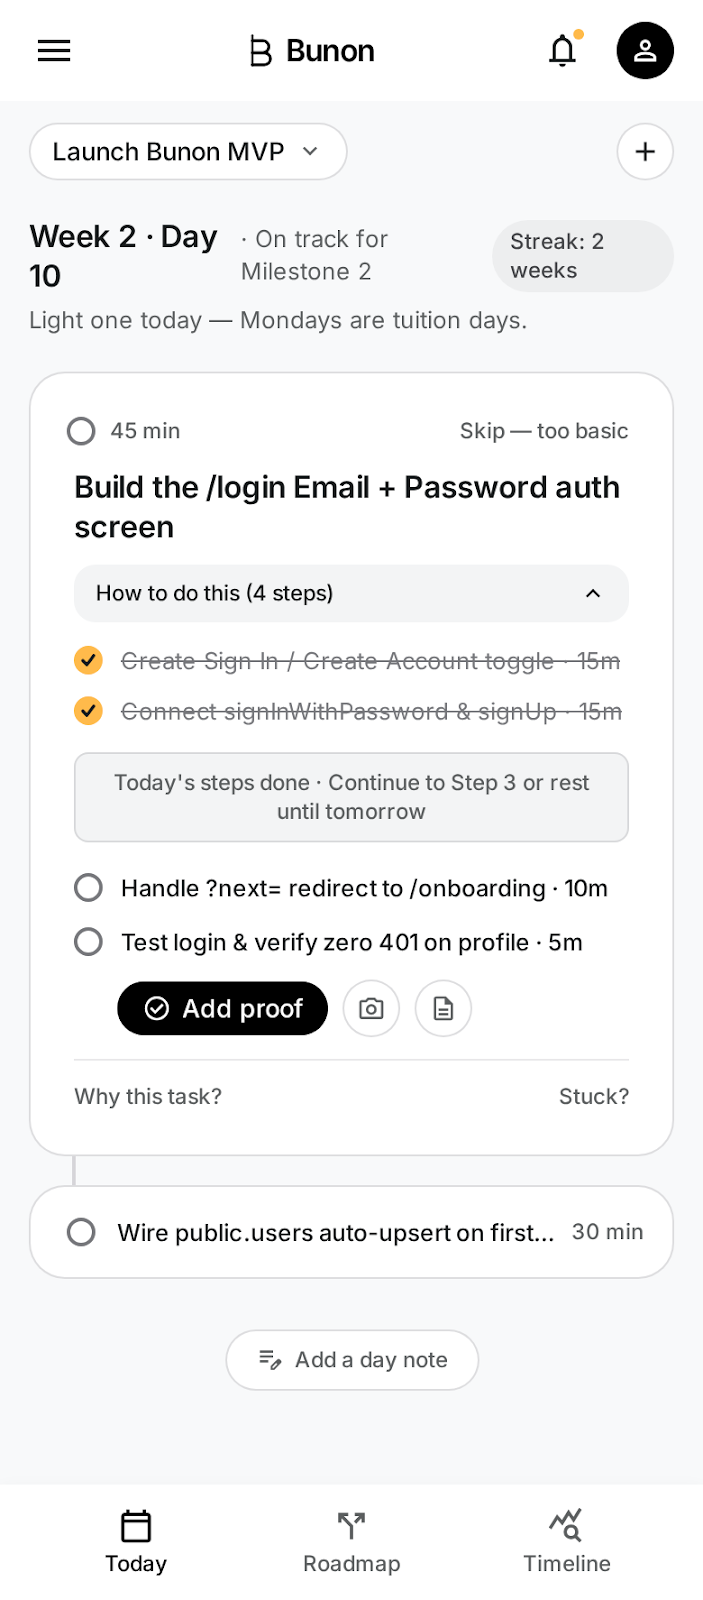 Bunon
Launch Bunon MVP
Week 2 · Day
10
· On track for
Milestone 2
Streak: 2
weeks
Light one today — Mondays are tuition days.
45 min
Skip — too basic
Build the /login Email + Password auth
screen
How to do this (4 steps)
Create Sign In / Create Account toggle · 15m
Connect signInWithPassword & signUp · 15m
Today's steps done · Continue to Step 3 or rest
until tomorrow
Handle ?next= redirect to /onboarding · 10m
Test login & verify zero 401 on profile · 5m
Add proof
Why this task?
Stuck?
Wire public.users auto-upsert on first...
30 min
Add a day note
Today
Roadmap
Timeline